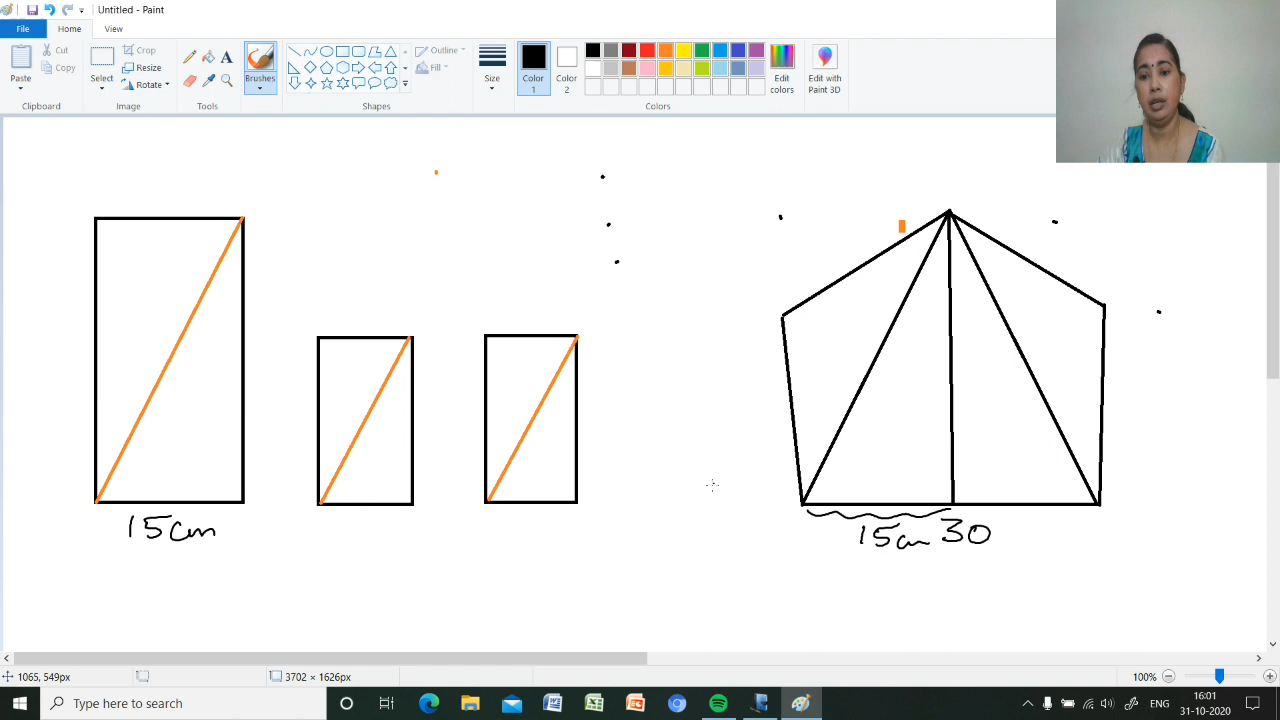 Untitled - Paint
File Home View
Paste Cut Copy Select Crop Resize Rotate Brushes Outline Fill Size Color 1 Color 2 Edit colors Edit with Paint 3D
Clipboard Image Tools Shapes Colors
15cm
15cm 30
1065, 549px 3702 × 1626px 100%
Type here to search ENG 16:01 31-10-2020